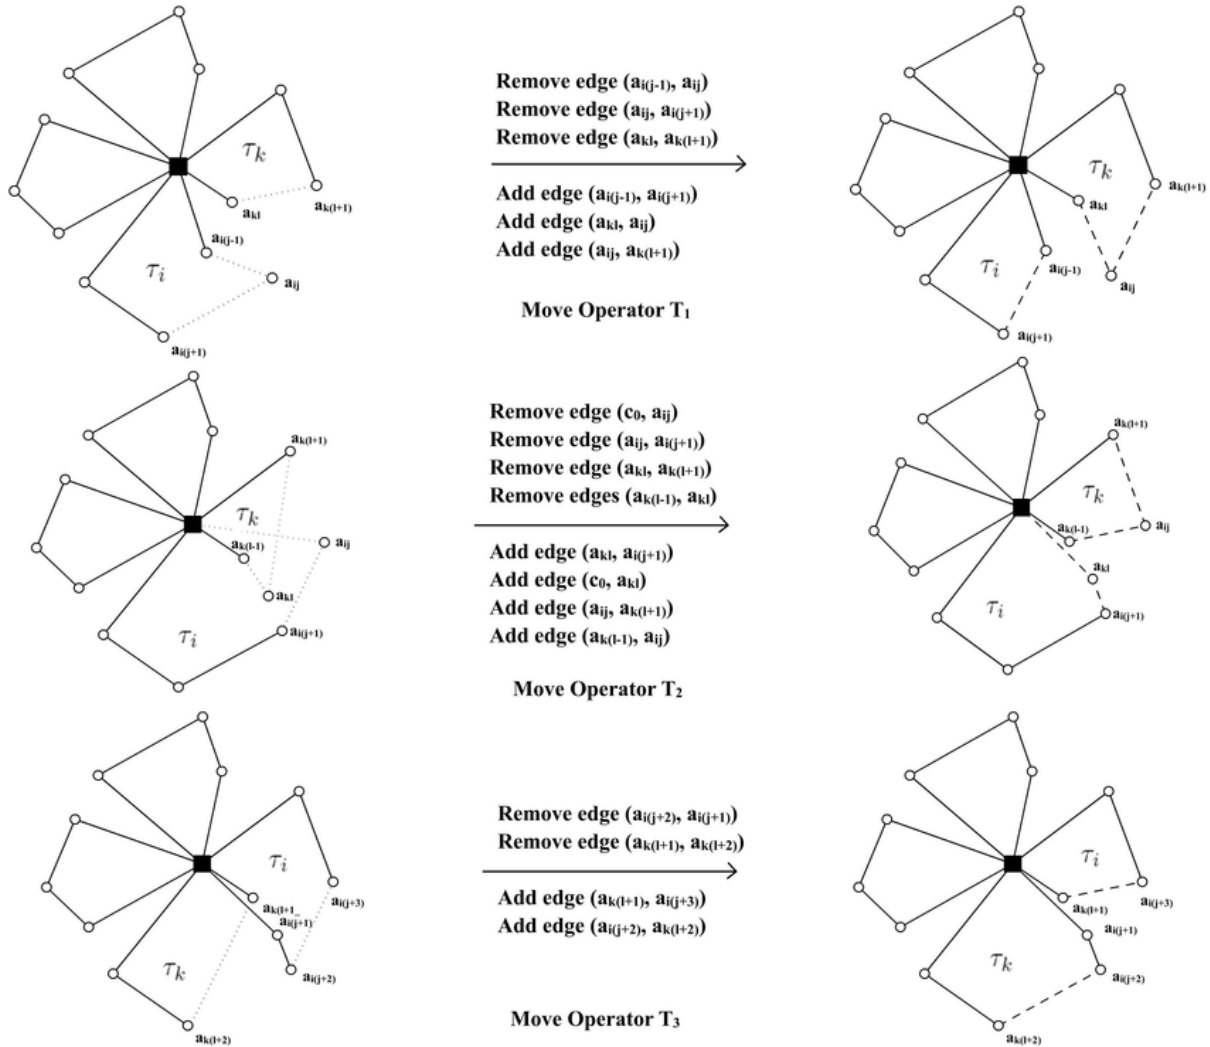 τk
akl
ak(l+1)
ai(j-1)
τi
aij
ai(j+1)
Remove edge (ai(j-1), aij)
Remove edge (aij, ai(j+1))
Remove edge (akl, ak(l+1))
Add edge (ai(j-1), ai(j+1))
Add edge (akl, aij)
Add edge (aij, ak(l+1))
Move Operator T1
τk
ak(l+1)
akl
ai(j-1)
τi
aij
ai(j+1)
ak(l+1)
τk
aij
ak(l-1)
akl
ai(j+1)
τi
Remove edge (c0, aij)
Remove edge (aij, ai(j+1))
Remove edge (akl, ak(l+1))
Remove edges (ak(l-1), akl)
Add edge (akl, ai(j+1))
Add edge (c0, akl)
Add edge (aij, ak(l+1))
Add edge (ak(l-1), aij)
Move Operator T2
ak(l+1)
τk
aij
ak(l-1)
akl
τi
ai(j+1)
τi
ak(l+1_
ai(j+3)
ai(j+1)
τk
ai(j+2)
ak(l+2)
Remove edge (ai(j+2), ai(j+1))
Remove edge (ak(l+1), ak(l+2))
Add edge (ak(l+1), ai(j+3))
Add edge (ai(j+2), ak(l+2))
Move Operator T3
τi
ak(l+1)
ai(j+3)
ai(j+1)
τk
ai(j+2)
ak(l+2)